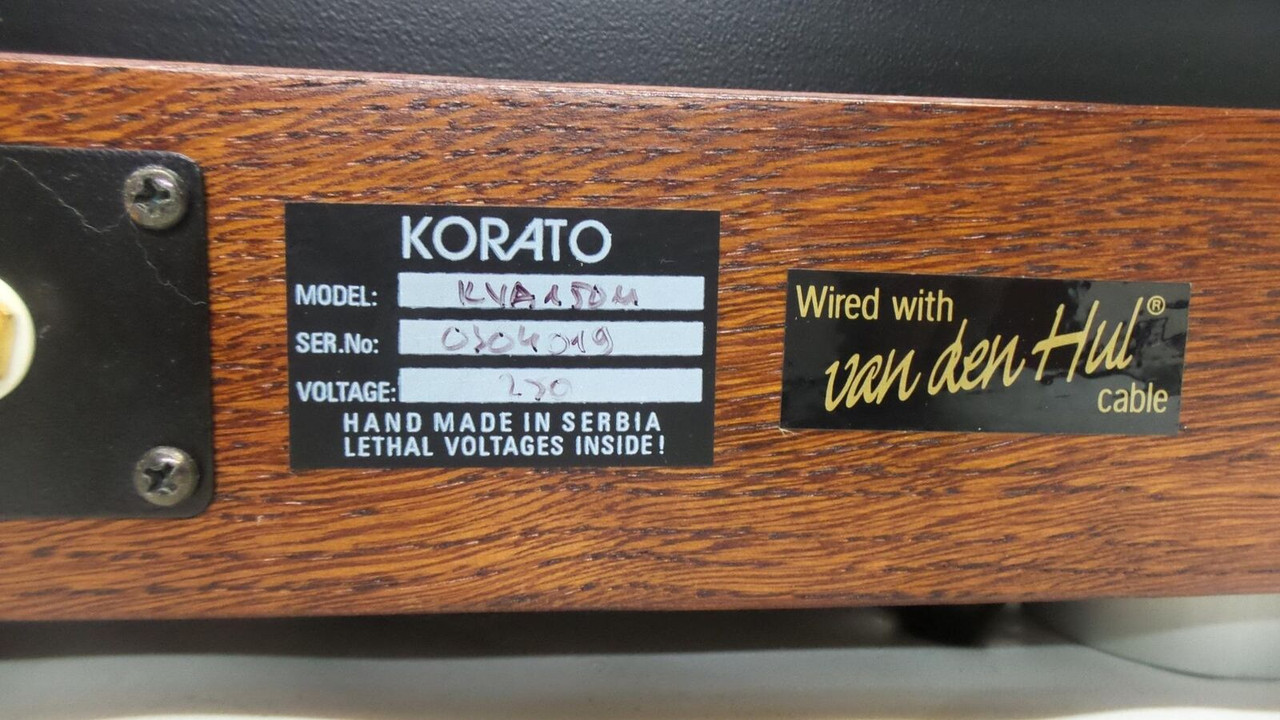 KORATO
MODEL: KVA150M
SER.No: 0304019
VOLTAGE: 230
HAND MADE IN SERBIA
LETHAL VOLTAGES INSIDE!
Wired with
van den Hul®
cable